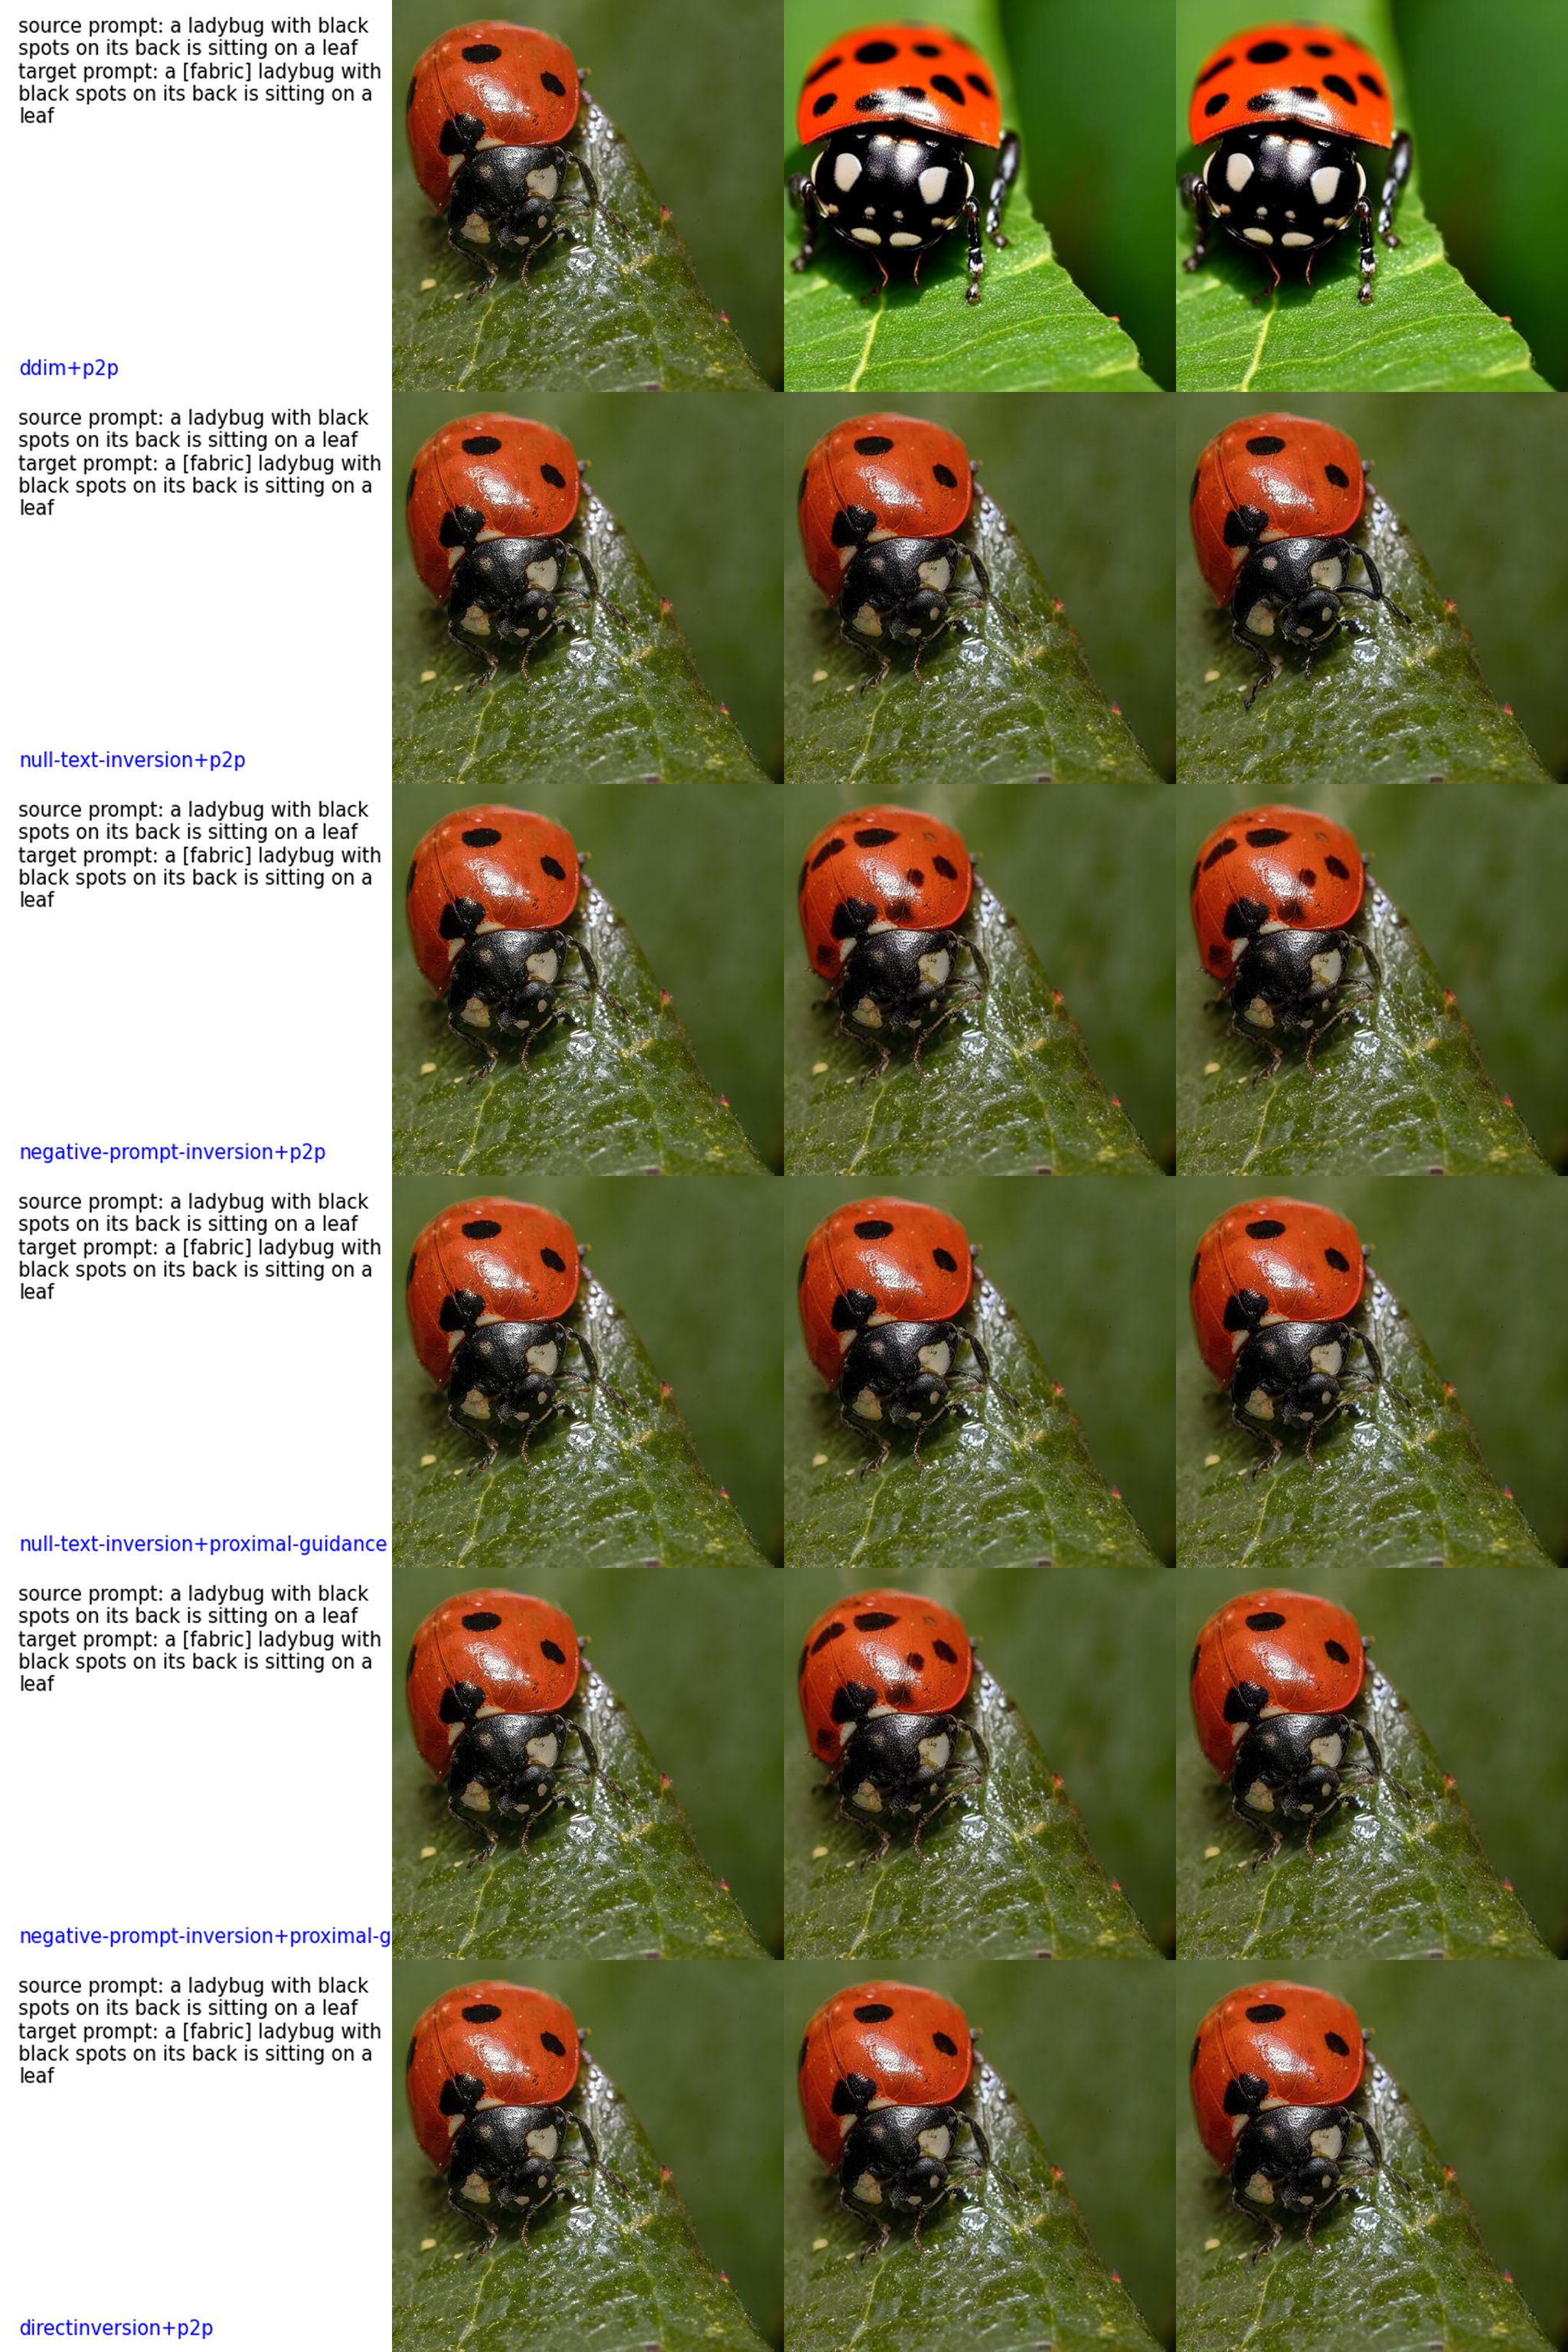 source prompt: a ladybug with black
spots on its back is sitting on a leaf
target prompt: a [fabric] ladybug with
black spots on its back is sitting on a
leaf
ddim+p2p
source prompt: a ladybug with black
spots on its back is sitting on a leaf
target prompt: a [fabric] ladybug with
black spots on its back is sitting on a
leaf
null-text-inversion+p2p
source prompt: a ladybug with black
spots on its back is sitting on a leaf
target prompt: a [fabric] ladybug with
black spots on its back is sitting on a
leaf
negative-prompt-inversion+p2p
source prompt: a ladybug with black
spots on its back is sitting on a leaf
target prompt: a [fabric] ladybug with
black spots on its back is sitting on a
leaf
null-text-inversion+proximal-guidance
source prompt: a ladybug with black
spots on its back is sitting on a leaf
target prompt: a [fabric] ladybug with
black spots on its back is sitting on a
leaf
negative-prompt-inversion+proximal-g
source prompt: a ladybug with black
spots on its back is sitting on a leaf
target prompt: a [fabric] ladybug with
black spots on its back is sitting on a
leaf
directinversion+p2p